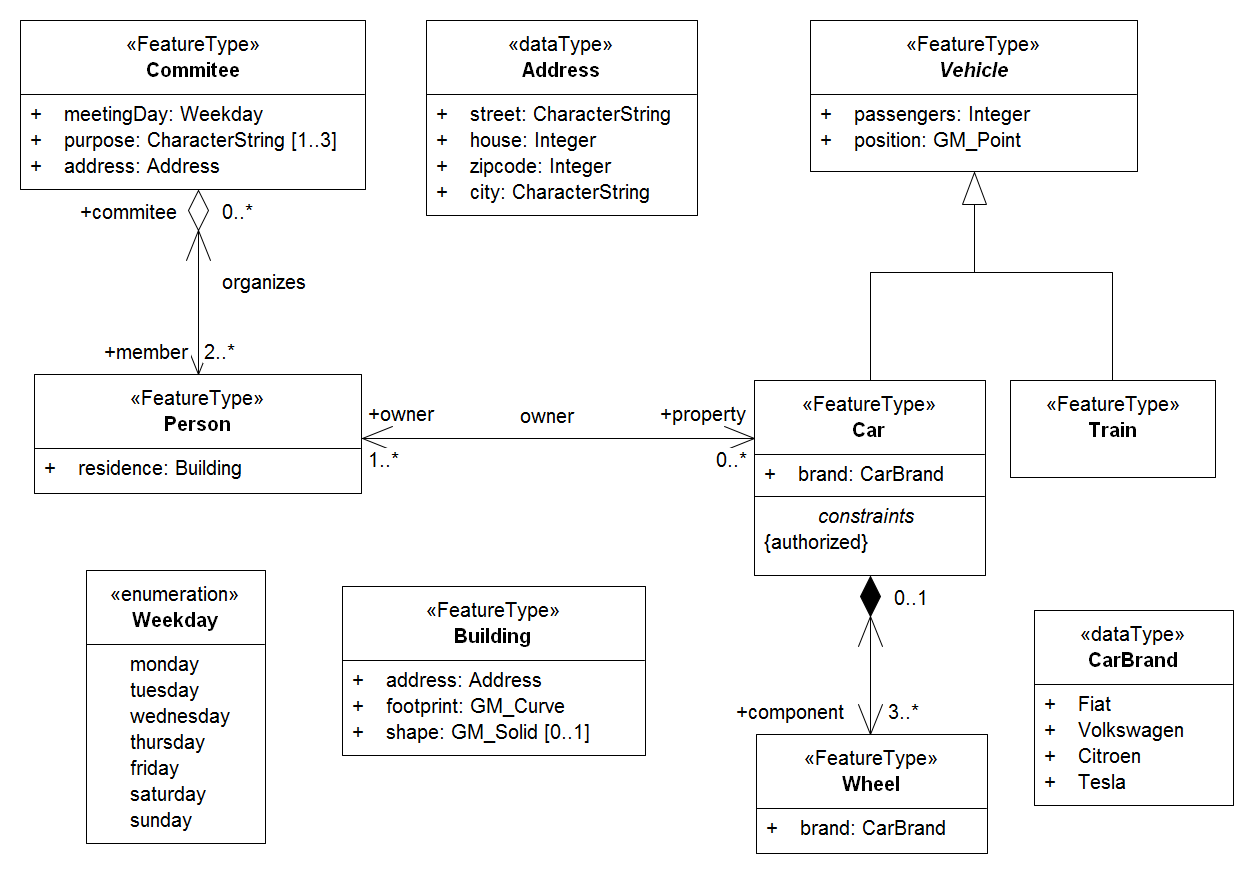 «FeatureType»
Commitee
+ meetingDay: Weekday
+ purpose: CharacterString [1..3]
+ address: Address
«dataType»
Address
+ street: CharacterString
+ house: Integer
+ zipcode: Integer
+ city: CharacterString
«FeatureType»
Vehicle
+ passengers: Integer
+ position: GM_Point
+commitee
0..*
organizes
+member
2..*
«FeatureType»
Person
+ residence: Building
+owner
owner
+property
1..*
0..*
«FeatureType»
Car
+ brand: CarBrand
constraints
{authorized}
«FeatureType»
Train
«enumeration»
Weekday
monday
tuesday
wednesday
thursday
friday
saturday
sunday
«FeatureType»
Building
+ address: Address
+ footprint: GM_Curve
+ shape: GM_Solid [0..1]
0..1
+component
3..*
«FeatureType»
Wheel
+ brand: CarBrand
«dataType»
CarBrand
+ Fiat
+ Volkswagen
+ Citroen
+ Tesla